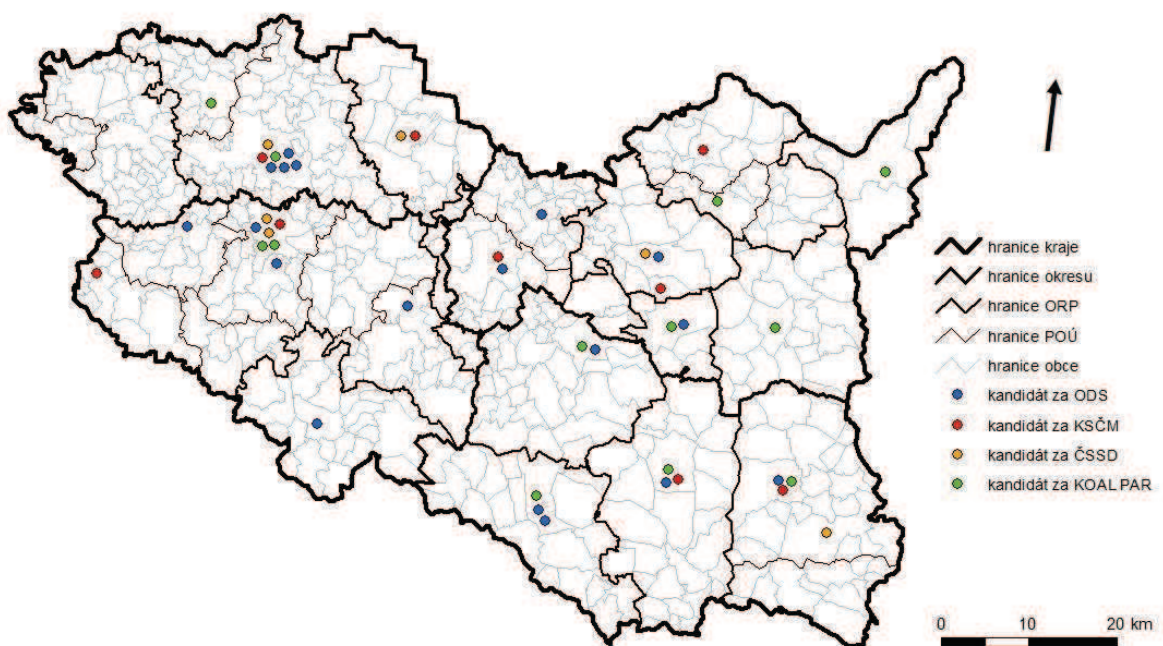 hranice kraje
hranice okresu
hranice ORP
hranice POÚ
hranice obce
kandidát za ODS
kandidát za KSČM
kandidát za ČSSD
kandidát za KOAL PAR
0 10 20 km